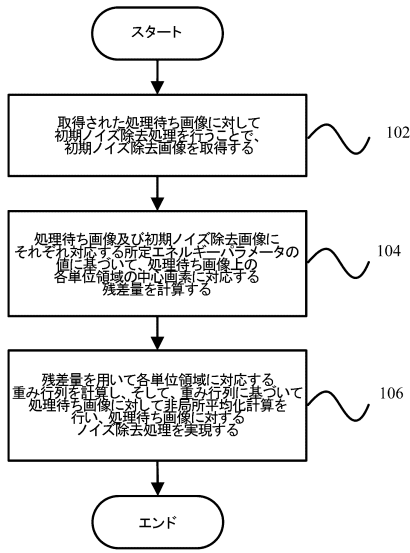 スタート
取得された処理待ち画像に対して
初期ノイズ除去処理を行うことで、
初期ノイズ除去画像を取得する
102
処理待ち画像及び初期ノイズ除去画像に
それぞれ対応する所定エネルギーパラメータの
値に基づいて、処理待ち画像上の
各単位領域の中心画素に対応する
残差量を計算する
104
残差量を用いて各単位領域に対応する
重み行列を計算し、そして、重み行列に基づいて
処理待ち画像に対して非局所平均化計算を
行い、処理待ち画像に対ずる
ノイズ除去処理を実現する
106
エンド